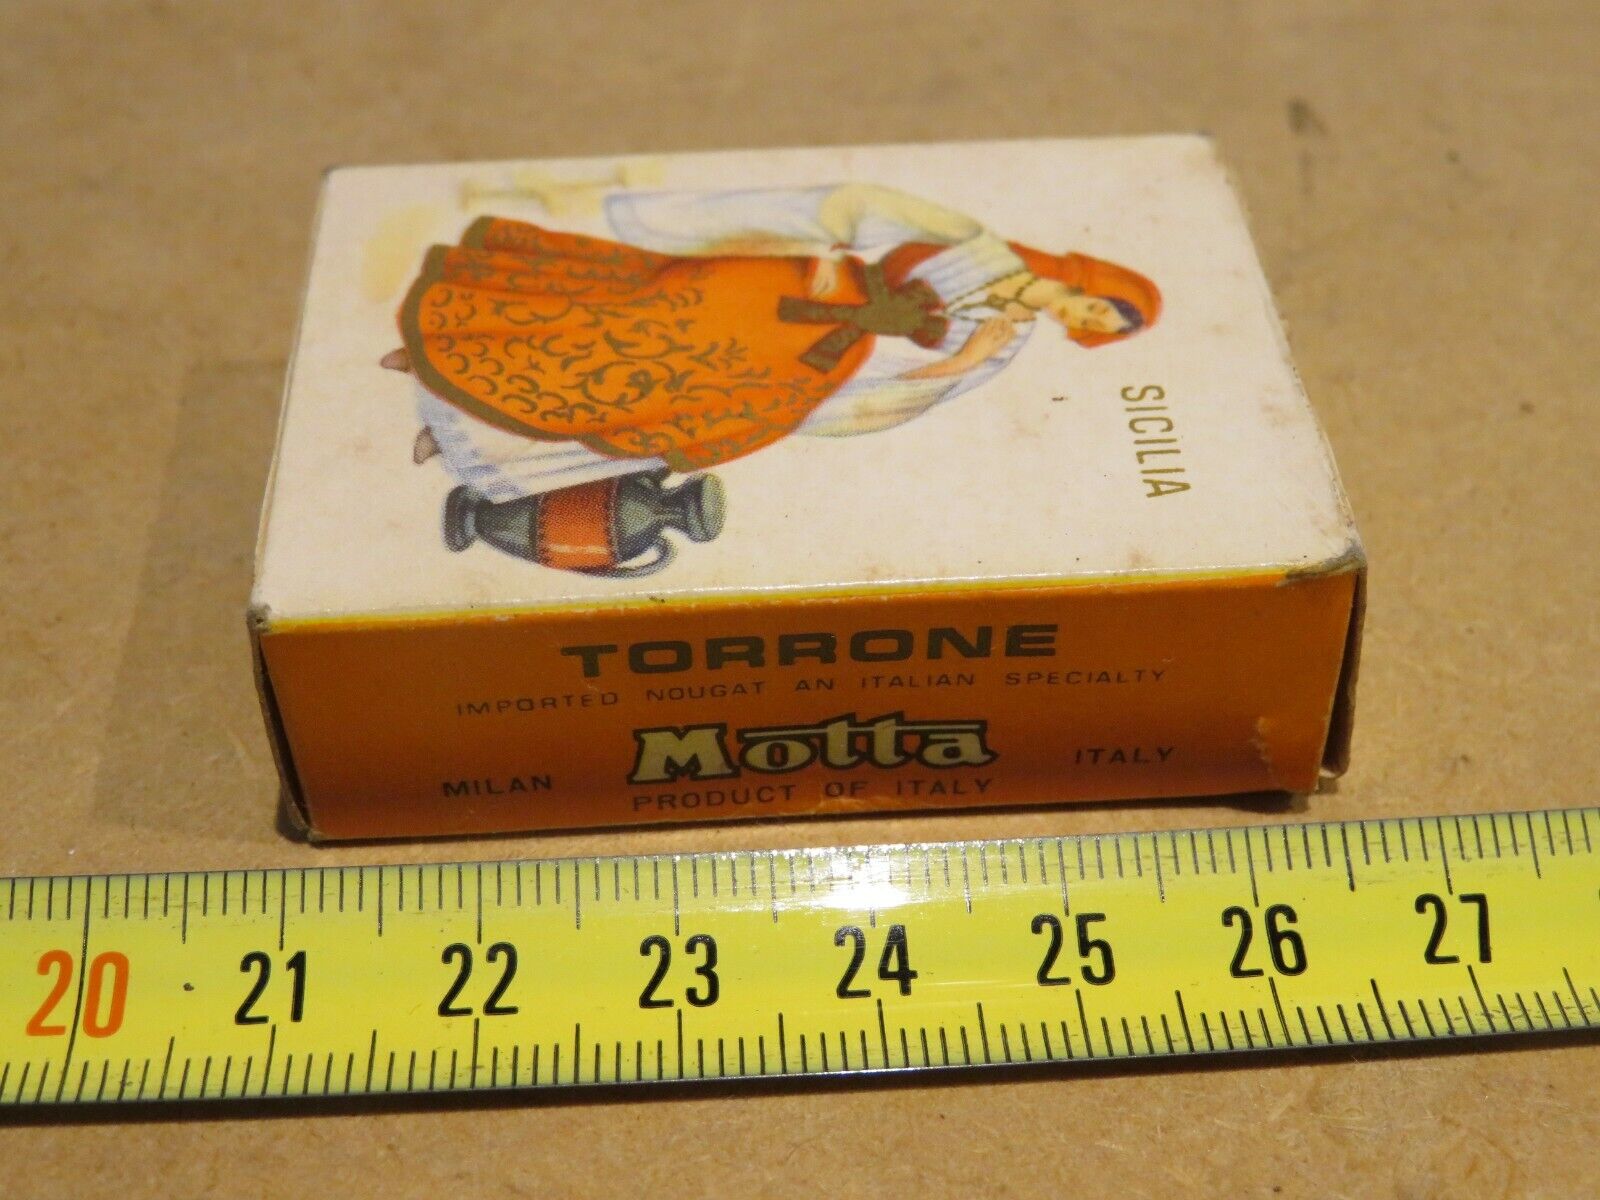 SICILIA
TORRONE
IMPORTED NOUGAT AN ITALIAN SPECIALTY
MILAN Motta ITALY
PRODUCT OF ITALY
20 21 22 23 24 25 26 27